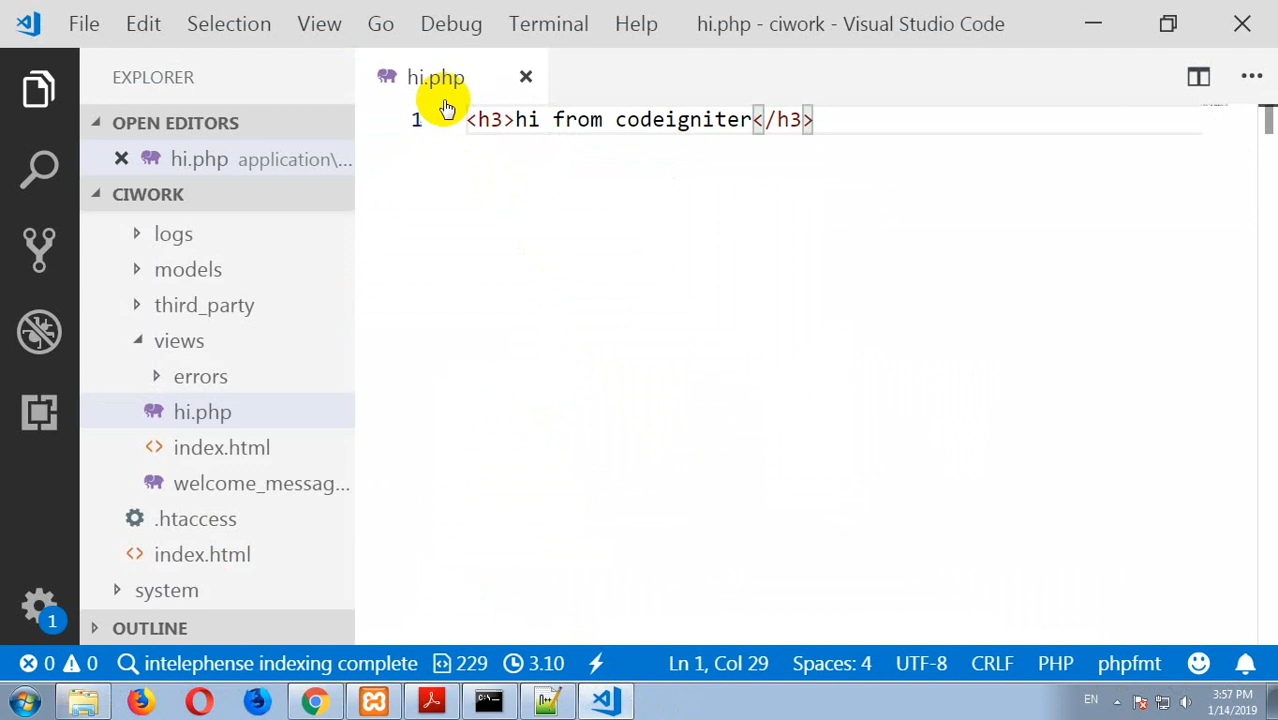 File Edit Selection View Go Debug Terminal Help hi.php - ciwork - Visual Studio Code
EXPLORER
hi.php
OPEN EDITORS
hi.php application\...
CIWORK
logs
models
third_party
views
errors
hi.php
index.html
welcome_messag...
.htaccess
index.html
system
OUTLINE
1 <h3>hi from codeigniter</h3>
1
0 0 intelephense indexing complete 229 3.10 Ln 1, Col 29 Spaces: 4 UTF-8 CRLF PHP phpfmt
EN 3:57 PM
1/14/2019